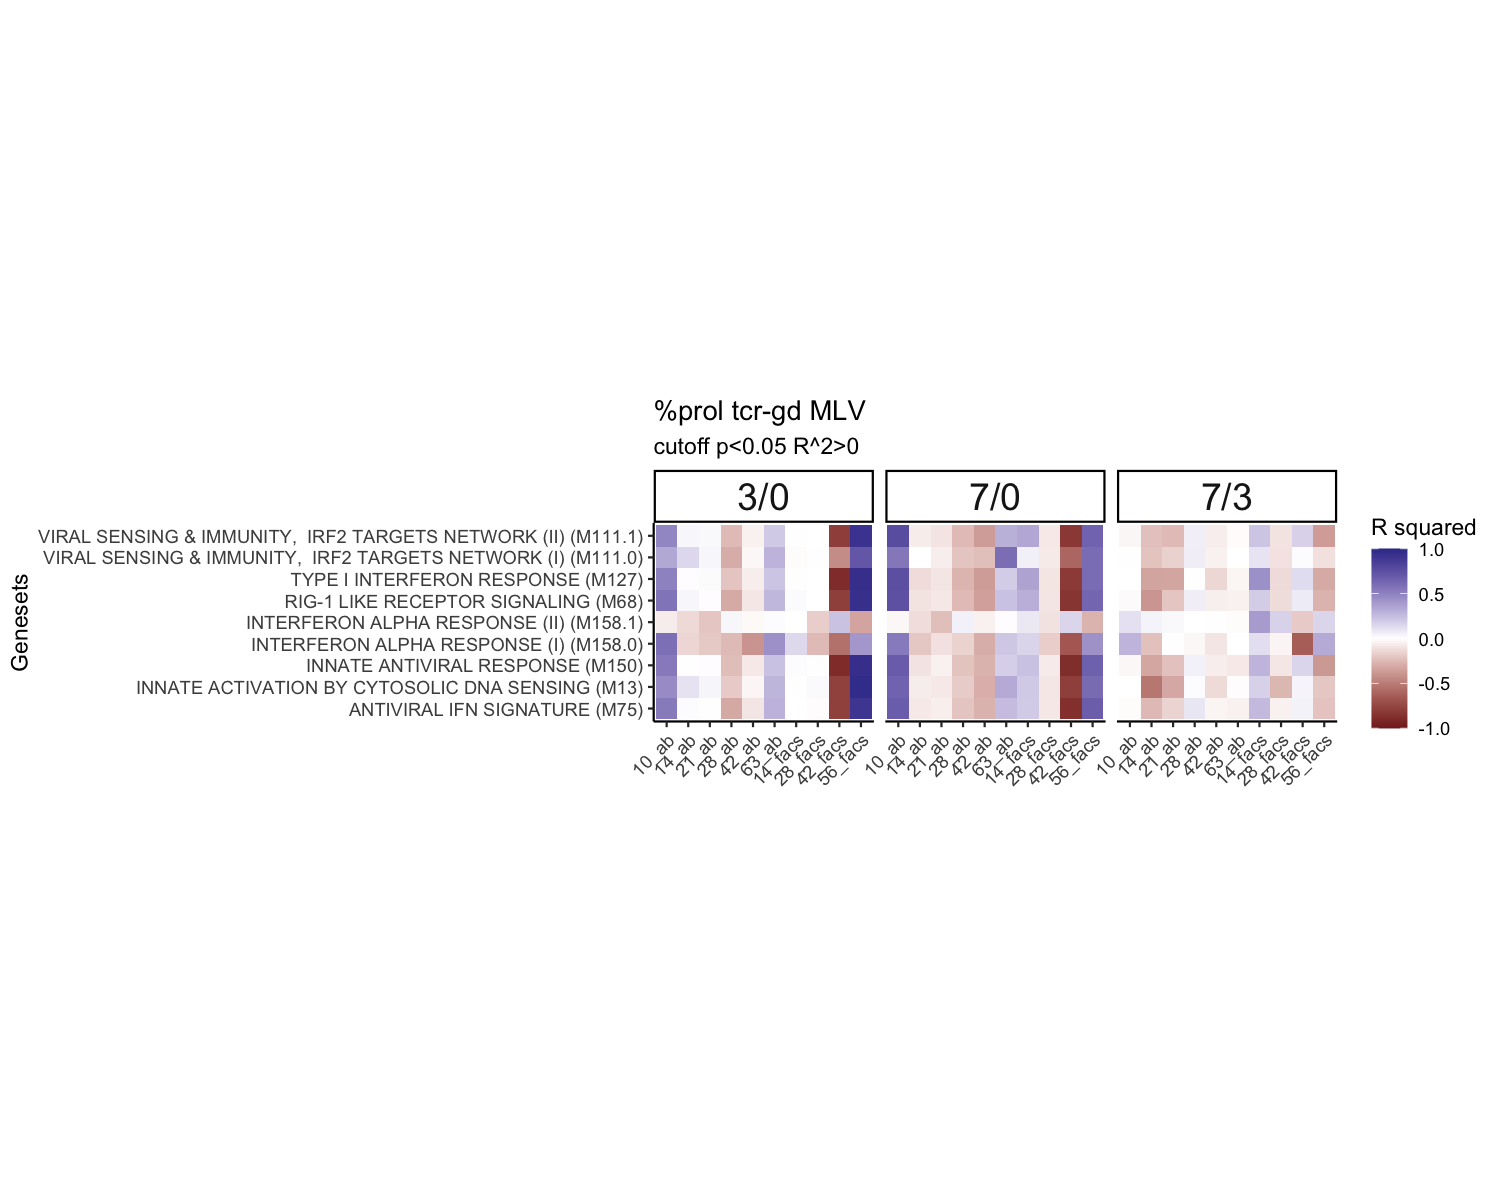 %prol tcr-gd MLV
cutoff p<0.05 R^2>0
3/0
7/0
7/3
Genesets
VIRAL SENSING & IMMUNITY,  IRF2 TARGETS NETWORK (II) (M111.1)
VIRAL SENSING & IMMUNITY,  IRF2 TARGETS NETWORK (I) (M111.0)
TYPE I INTERFERON RESPONSE (M127)
RIG-1 LIKE RECEPTOR SIGNALING (M68)
INTERFERON ALPHA RESPONSE (II) (M158.1)
INTERFERON ALPHA RESPONSE (I) (M158.0)
INNATE ANTIVIRAL RESPONSE (M150)
INNATE ACTIVATION BY CYTOSOLIC DNA SENSING (M13)
ANTIVIRAL IFN SIGNATURE (M75)
10_ab
14_ab
21_ab
28_ab
42_ab
63_ab
14_facs
28_facs
42_facs
56_facs
10_ab
14_ab
21_ab
28_ab
42_ab
63_ab
14_facs
28_facs
42_facs
56_facs
10_ab
14_ab
21_ab
28_ab
42_ab
63_ab
14_facs
28_facs
42_facs
56_facs
R squared
1.0
0.5
0.0
-0.5
-1.0